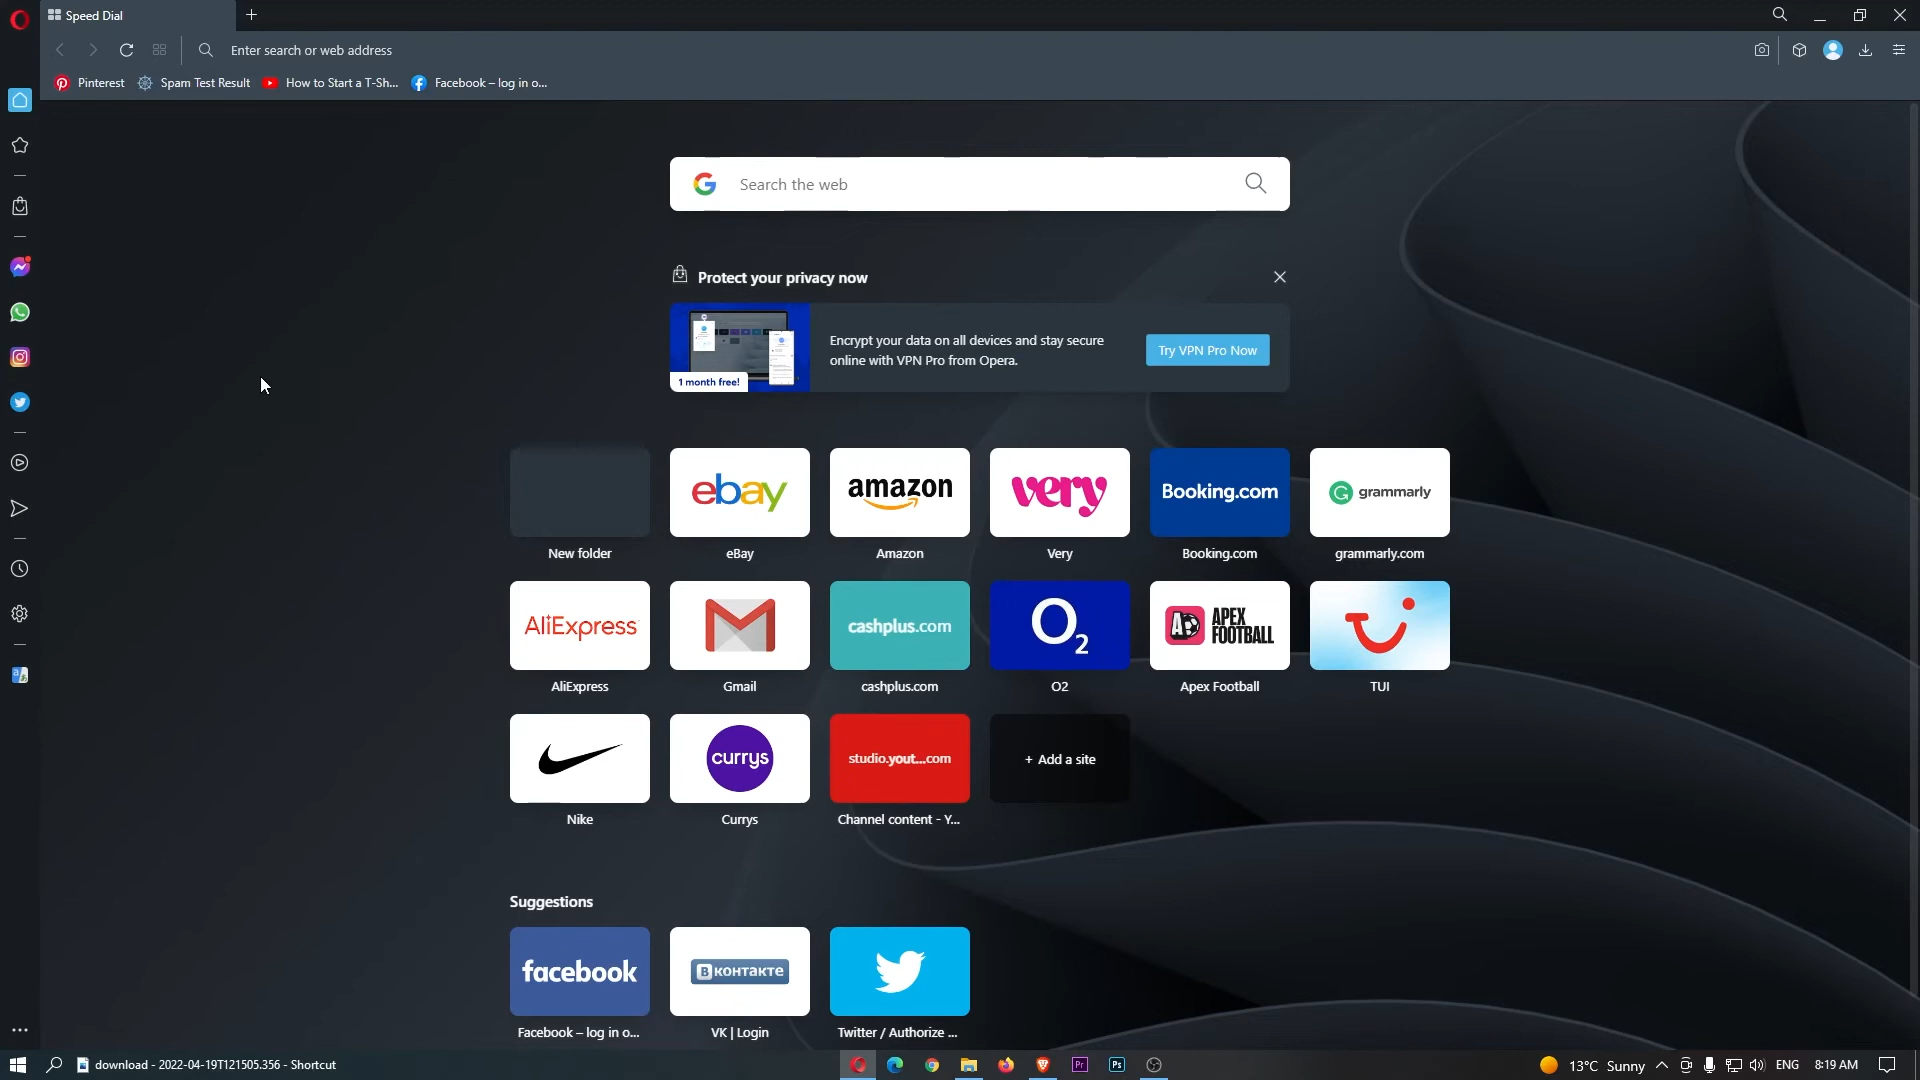 Speed Dial
Enter search or web address
Pinterest Spam Test Result How to Start a T-Sh... Facebook – log in o...
Search the web
Protect your privacy now
Encrypt your data on all devices and stay secure
online with VPN Pro from Opera.
Try VPN Pro Now
1 month free!
ebay amazon very Booking.com grammarly
New folder eBay Amazon Very Booking.com grammarly.com
AliExpress cashplus.com O2 APEX FOOTBALL
AliExpress Gmail cashplus.com O2 Apex Football TUI
currys studio.yout...com + Add a site
Nike Currys Channel content - Y...
Suggestions
facebook В контакте
Facebook – log in o... VK | Login Twitter / Authorize ...
download - 2022-04-19T121505.356 - Shortcut Pr Ps 13°C Sunny ENG 8:19 AM